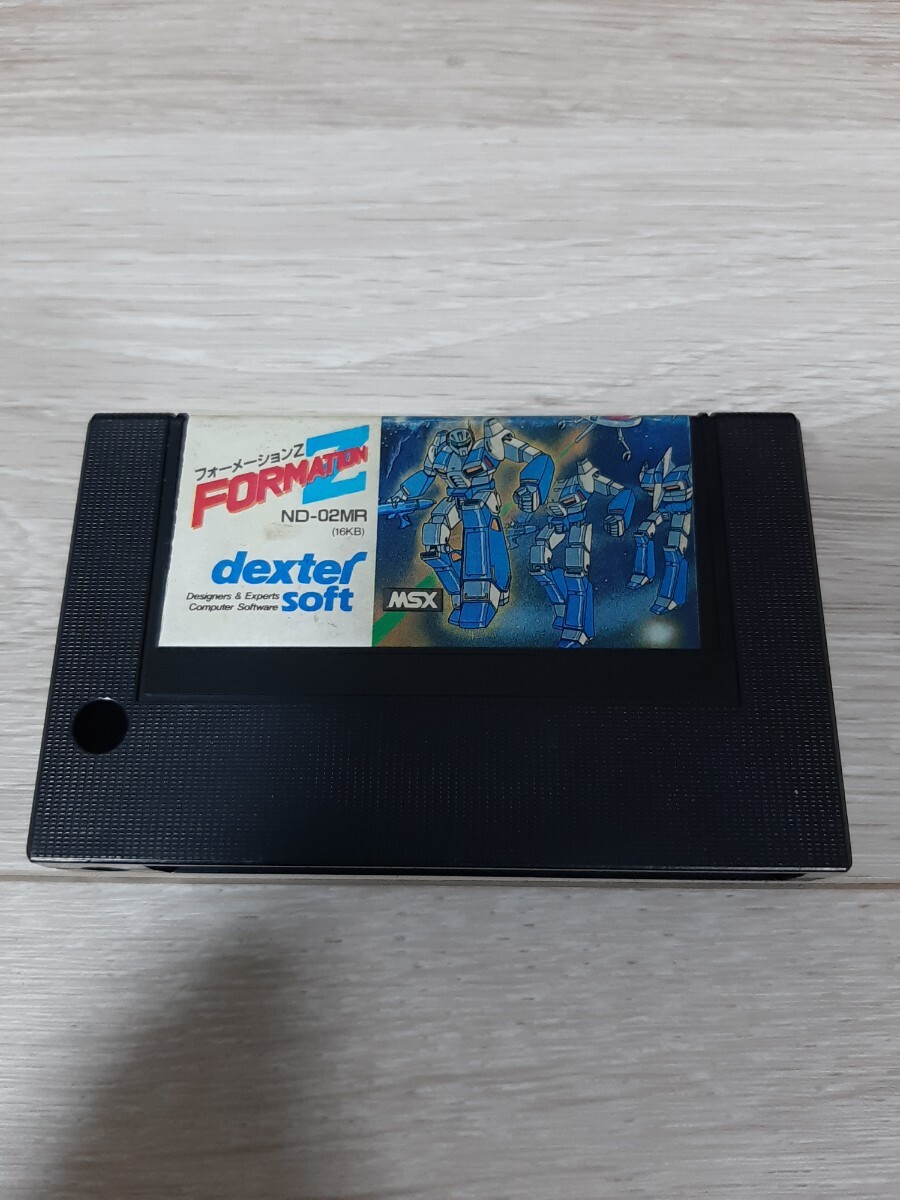 フォーメーションZ
FORMATION Z
ND-02MR
(16KB)
dexter
soft
Designers & Experts
Computer Software
MSX